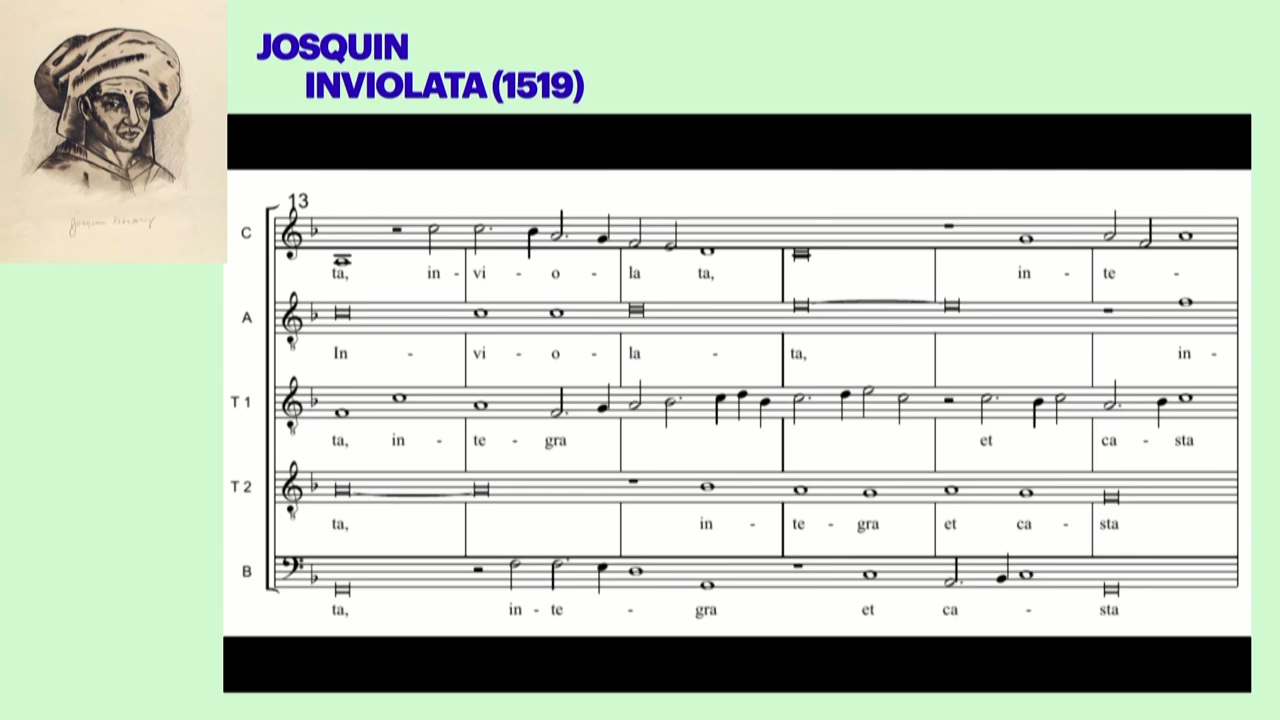 JOSQUIN
INVIOLATA (1519)
13
C
ta, in - vi - o - la ta, in - te -
A
In - vi - o - la - ta, in -
T 1
ta, in - te - gra et ca - sta
T 2
ta, in - te - gra et ca - sta
B
ta, in - te - gra et ca - sta